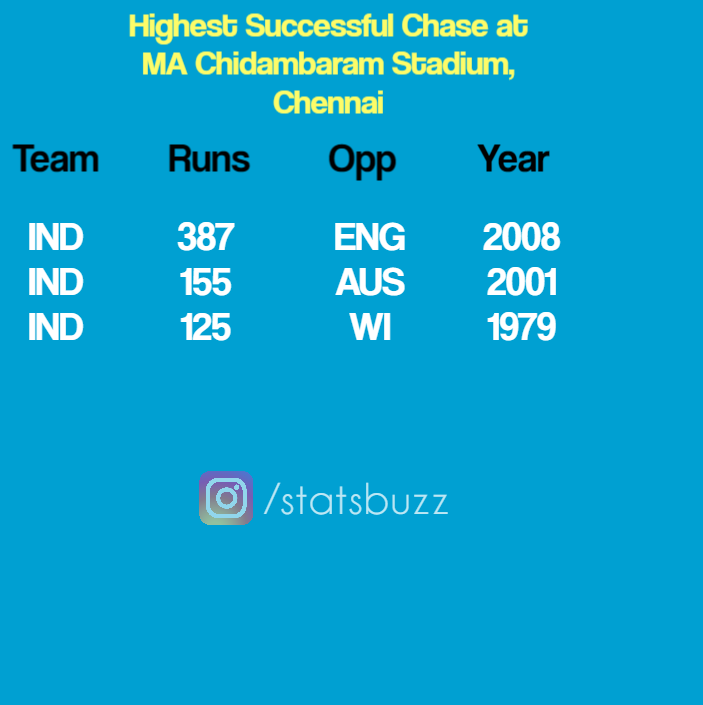 Highest Successful Chase at
MA Chidambaram Stadium,
Chennai
Team Runs Opp Year
IND 387 ENG 2008
IND 155 AUS 2001
IND 125 WI 1979
/statsbuzz